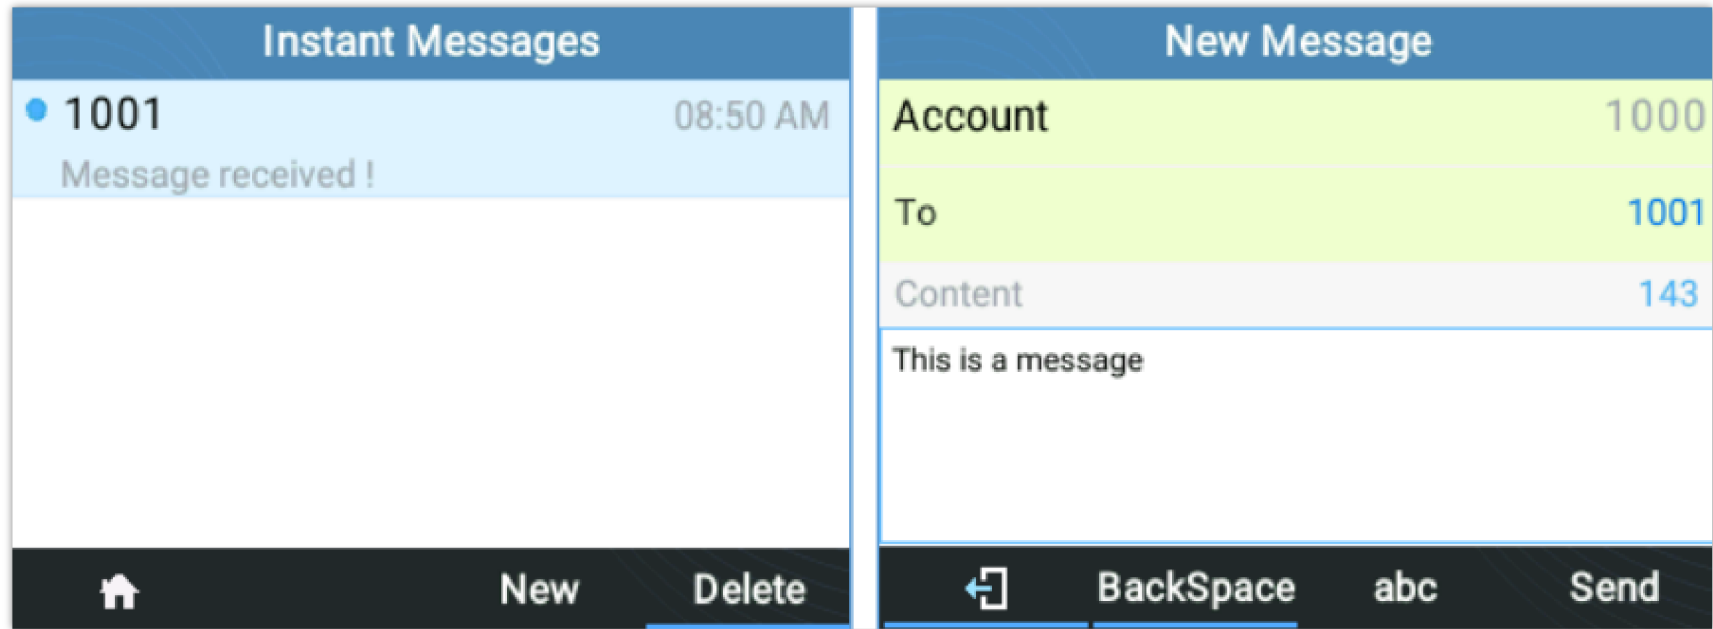 Instant Messages
1001 08:50 AM
Message received !
New Delete
New Message
Account 1000
To 1001
Content 143
This is a message
BackSpace abc Send